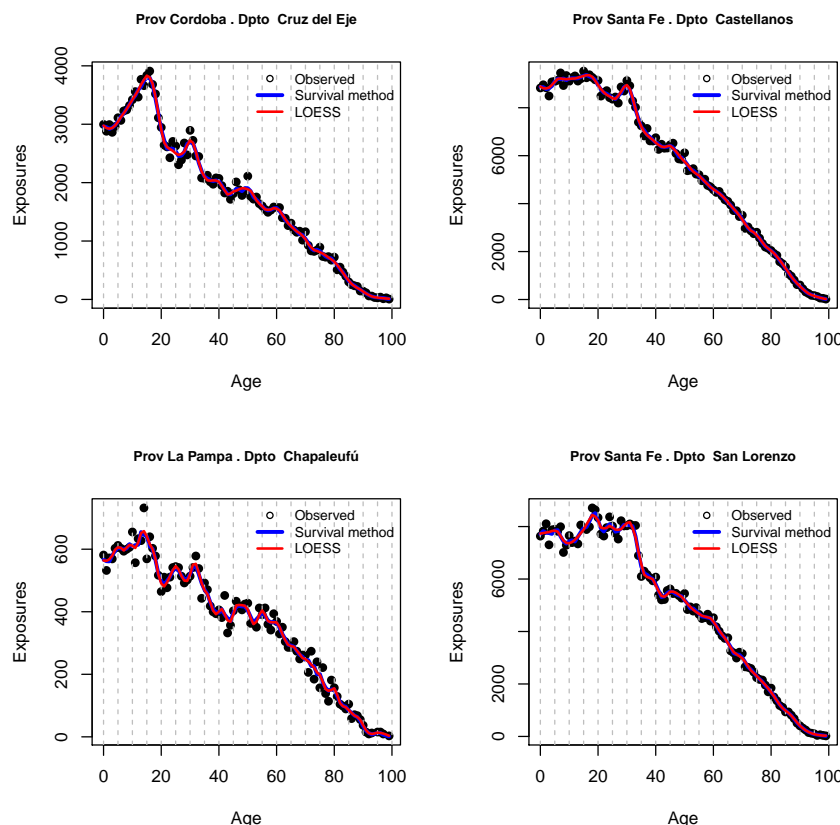 Prov Cordoba . Dpto  Cruz del Eje
Exposures
4000
3000
2000
1000
0
Observed
Survival method
LOESS
0 20 40 60 80 100
Age
Prov Santa Fe . Dpto  Castellanos
Exposures
6000
2000
0
Observed
Survival method
LOESS
0 20 40 60 80 100
Age
Prov La Pampa . Dpto  Chapaleufú
Exposures
600
400
200
0
Observed
Survival method
LOESS
0 20 40 60 80 100
Age
Prov Santa Fe . Dpto  San Lorenzo
Exposures
6000
2000
0
Observed
Survival method
LOESS
0 20 40 60 80 100
Age